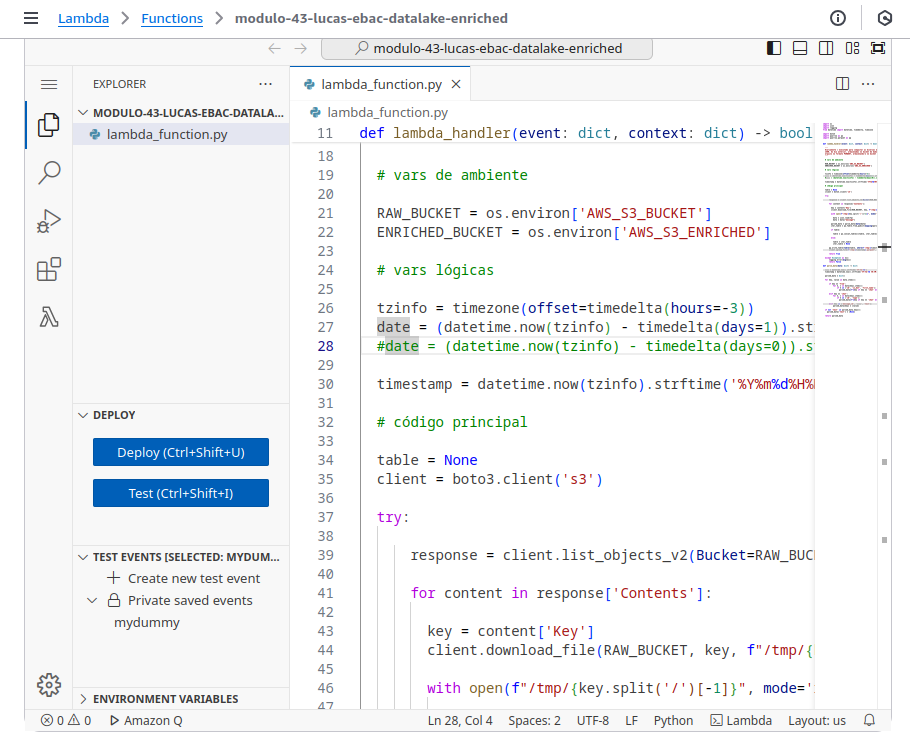 Lambda > Functions > modulo-43-lucas-ebac-datalake-enriched
modulo-43-lucas-ebac-datalake-enriched
EXPLORER
MODULO-43-LUCAS-EBAC-DATALA...
lambda_function.py
DEPLOY
Deploy (Ctrl+Shift+U)
Test (Ctrl+Shift+I)
TEST EVENTS [SELECTED: MYDUM...
Create new test event
Private saved events
mydummy
ENVIRONMENT VARIABLES
lambda_function.py
lambda_function.py
11 def lambda_handler(event: dict, context: dict) -> bool
18
19 # vars de ambiente
20
21 RAW_BUCKET = os.environ['AWS_S3_BUCKET']
22 ENRICHED_BUCKET = os.environ['AWS_S3_ENRICHED']
23
24 # vars lógicas
25
26 tzinfo = timezone(offset=timedelta(hours=-3))
27 date = (datetime.now(tzinfo) - timedelta(days=1)).st
28 #date = (datetime.now(tzinfo) - timedelta(days=0)).s
29
30 timestamp = datetime.now(tzinfo).strftime('%Y%m%d%H%
31
32 # código principal
33
34 table = None
35 client = boto3.client('s3')
36
37 try:
38
39 response = client.list_objects_v2(Bucket=RAW_BUC
40
41 for content in response['Contents']:
42
43 key = content['Key']
44 client.download_file(RAW_BUCKET, key, f"/tmp/{
45
46 with open(f"/tmp/{key.split('/')[-1]}", mode='
47
0 0 Amazon Q Ln 28, Col 4 Spaces: 2 UTF-8 LF Python Lambda Layout: us